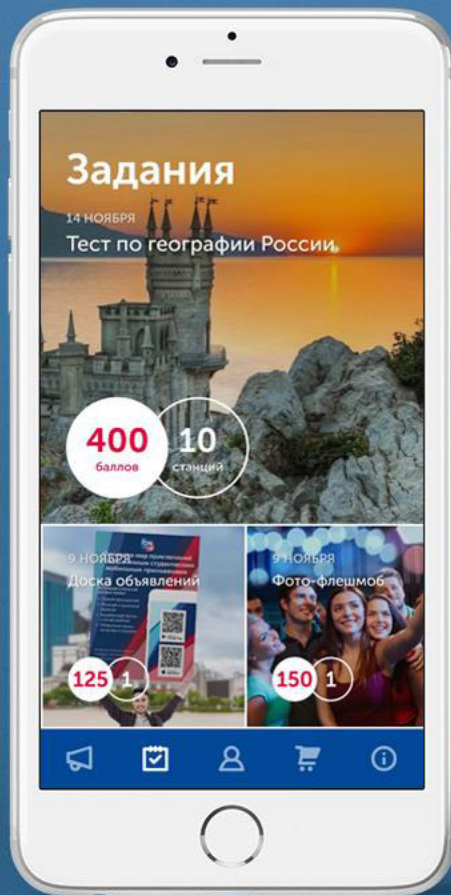 Задания
14 НОЯБРЯ
Тест по географии России
400
баллов
10
станций
9 НОЯБРЯ
Доска объявлений
125
1
9 НОЯБРЯ
Фото-флешмоб
150
1